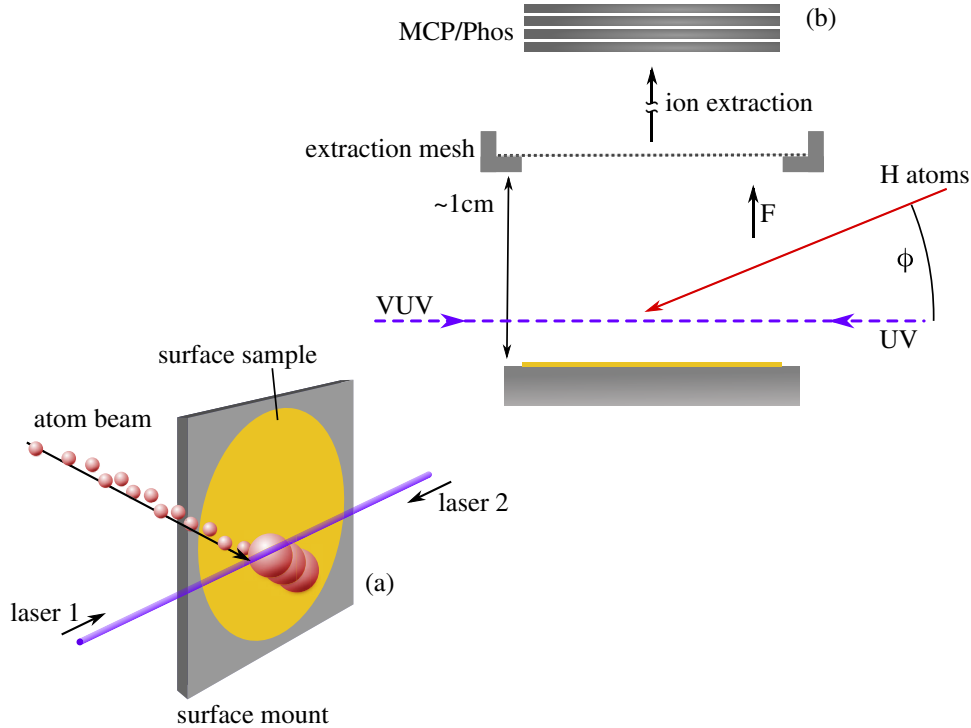 MCP/Phos
(b)
ion extraction
extraction mesh
H atoms
~1cm
F
ϕ
VUV
UV
surface sample
atom beam
laser 2
(a)
laser 1
surface mount